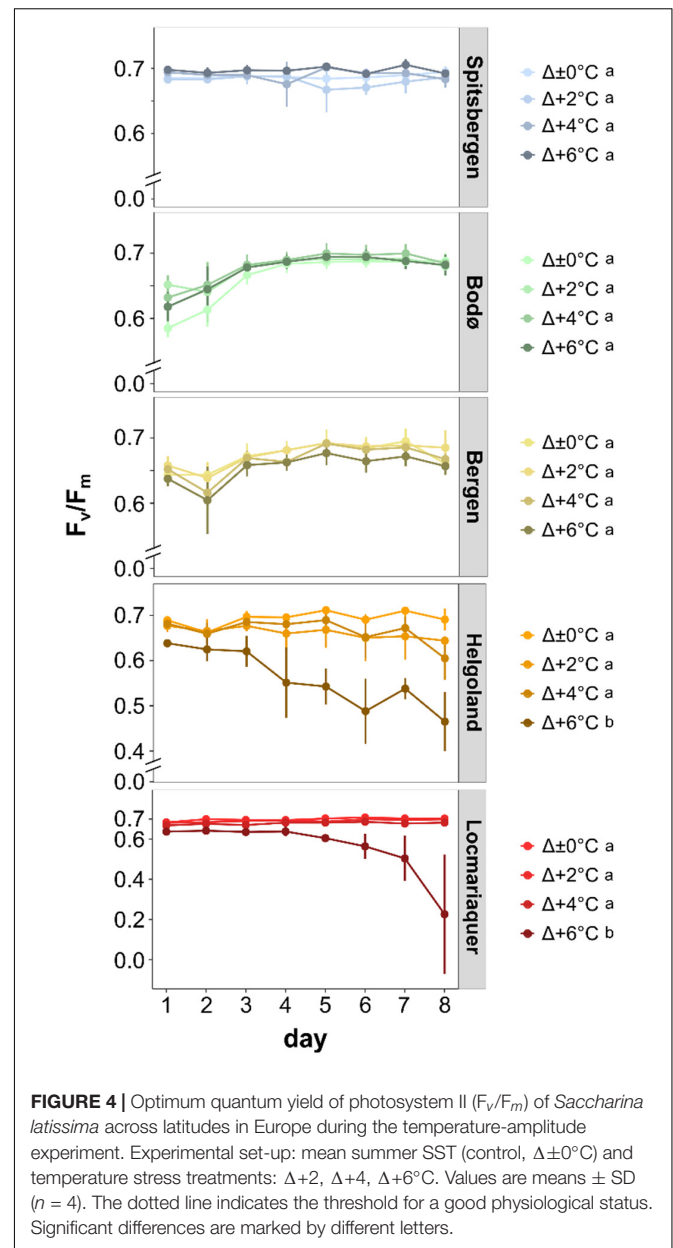 0.7
0.6
0.0
Spitsbergen
Δ±0°C a
Δ+2°C a
Δ+4°C a
Δ+6°C a
0.7
0.6
0.0
Bodø
Δ±0°C a
Δ+2°C a
Δ+4°C a
Δ+6°C a
Fv/Fm
0.7
0.6
0.0
Bergen
Δ±0°C a
Δ+2°C a
Δ+4°C a
Δ+6°C a
0.7
0.6
0.5
0.4
0.0
Helgoland
Δ±0°C a
Δ+2°C a
Δ+4°C a
Δ+6°C b
0.7
0.6
0.4
0.2
0.0
Locmariaquer
Δ±0°C a
Δ+2°C a
Δ+4°C a
Δ+6°C b
1 2 3 4 5 6 7 8
day
FIGURE 4 | Optimum quantum yield of photosystem II (Fv/Fm) of Saccharina
latissima across latitudes in Europe during the temperature-amplitude
experiment. Experimental set-up: mean summer SST (control, Δ±0°C) and
temperature stress treatments: Δ+2, Δ+4, Δ+6°C. Values are means ± SD
(n = 4). The dotted line indicates the threshold for a good physiological status.
Significant differences are marked by different letters.